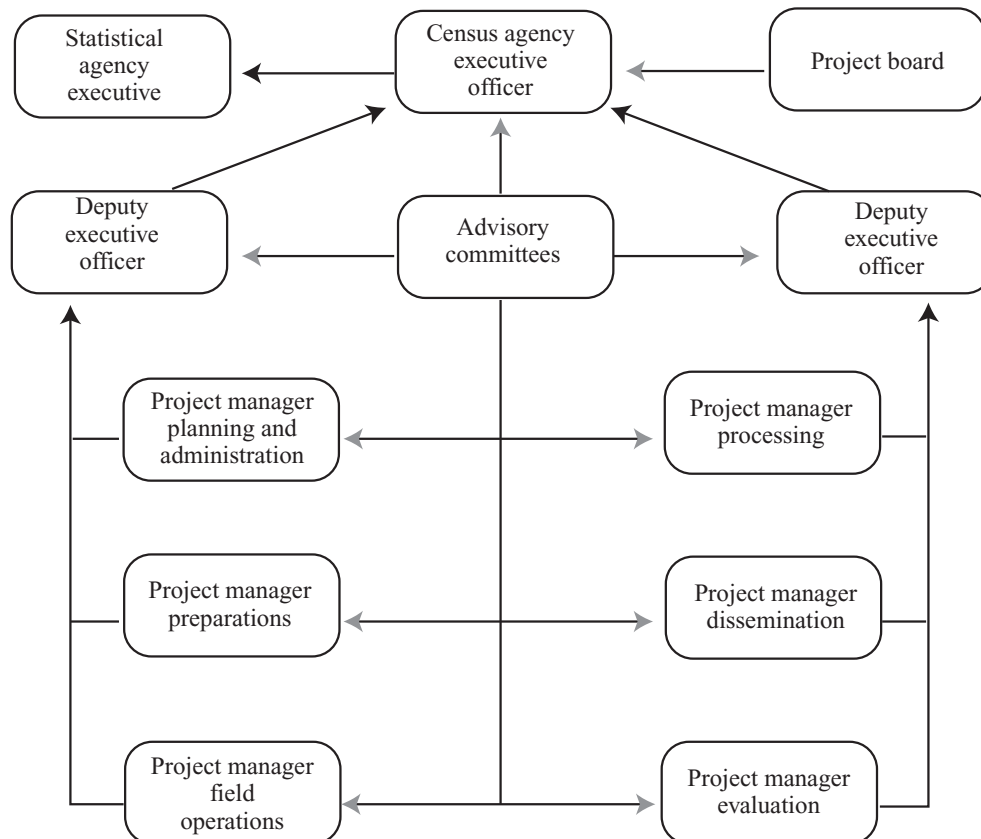 Statistical
agency
executive
Census agency
executive
officer
Project board
Deputy
executive
officer
Advisory
committees
Deputy
executive
officer
Project manager
planning and
administration
Project manager
processing
Project manager
preparations
Project manager
dissemination
Project manager
field
operations
Project manager
evaluation